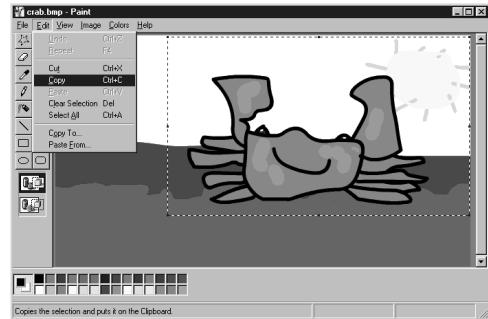 crab.bmp - Paint
File Edit View Image Colors Help
Undo Ctrl+Z
Repeat F4
Cut Ctrl+X
Copy Ctrl+C
Paste Ctrl+V
Clear Selection Del
Select All Ctrl+A
Copy To...
Paste From...
Copies the selection and puts it on the Clipboard.